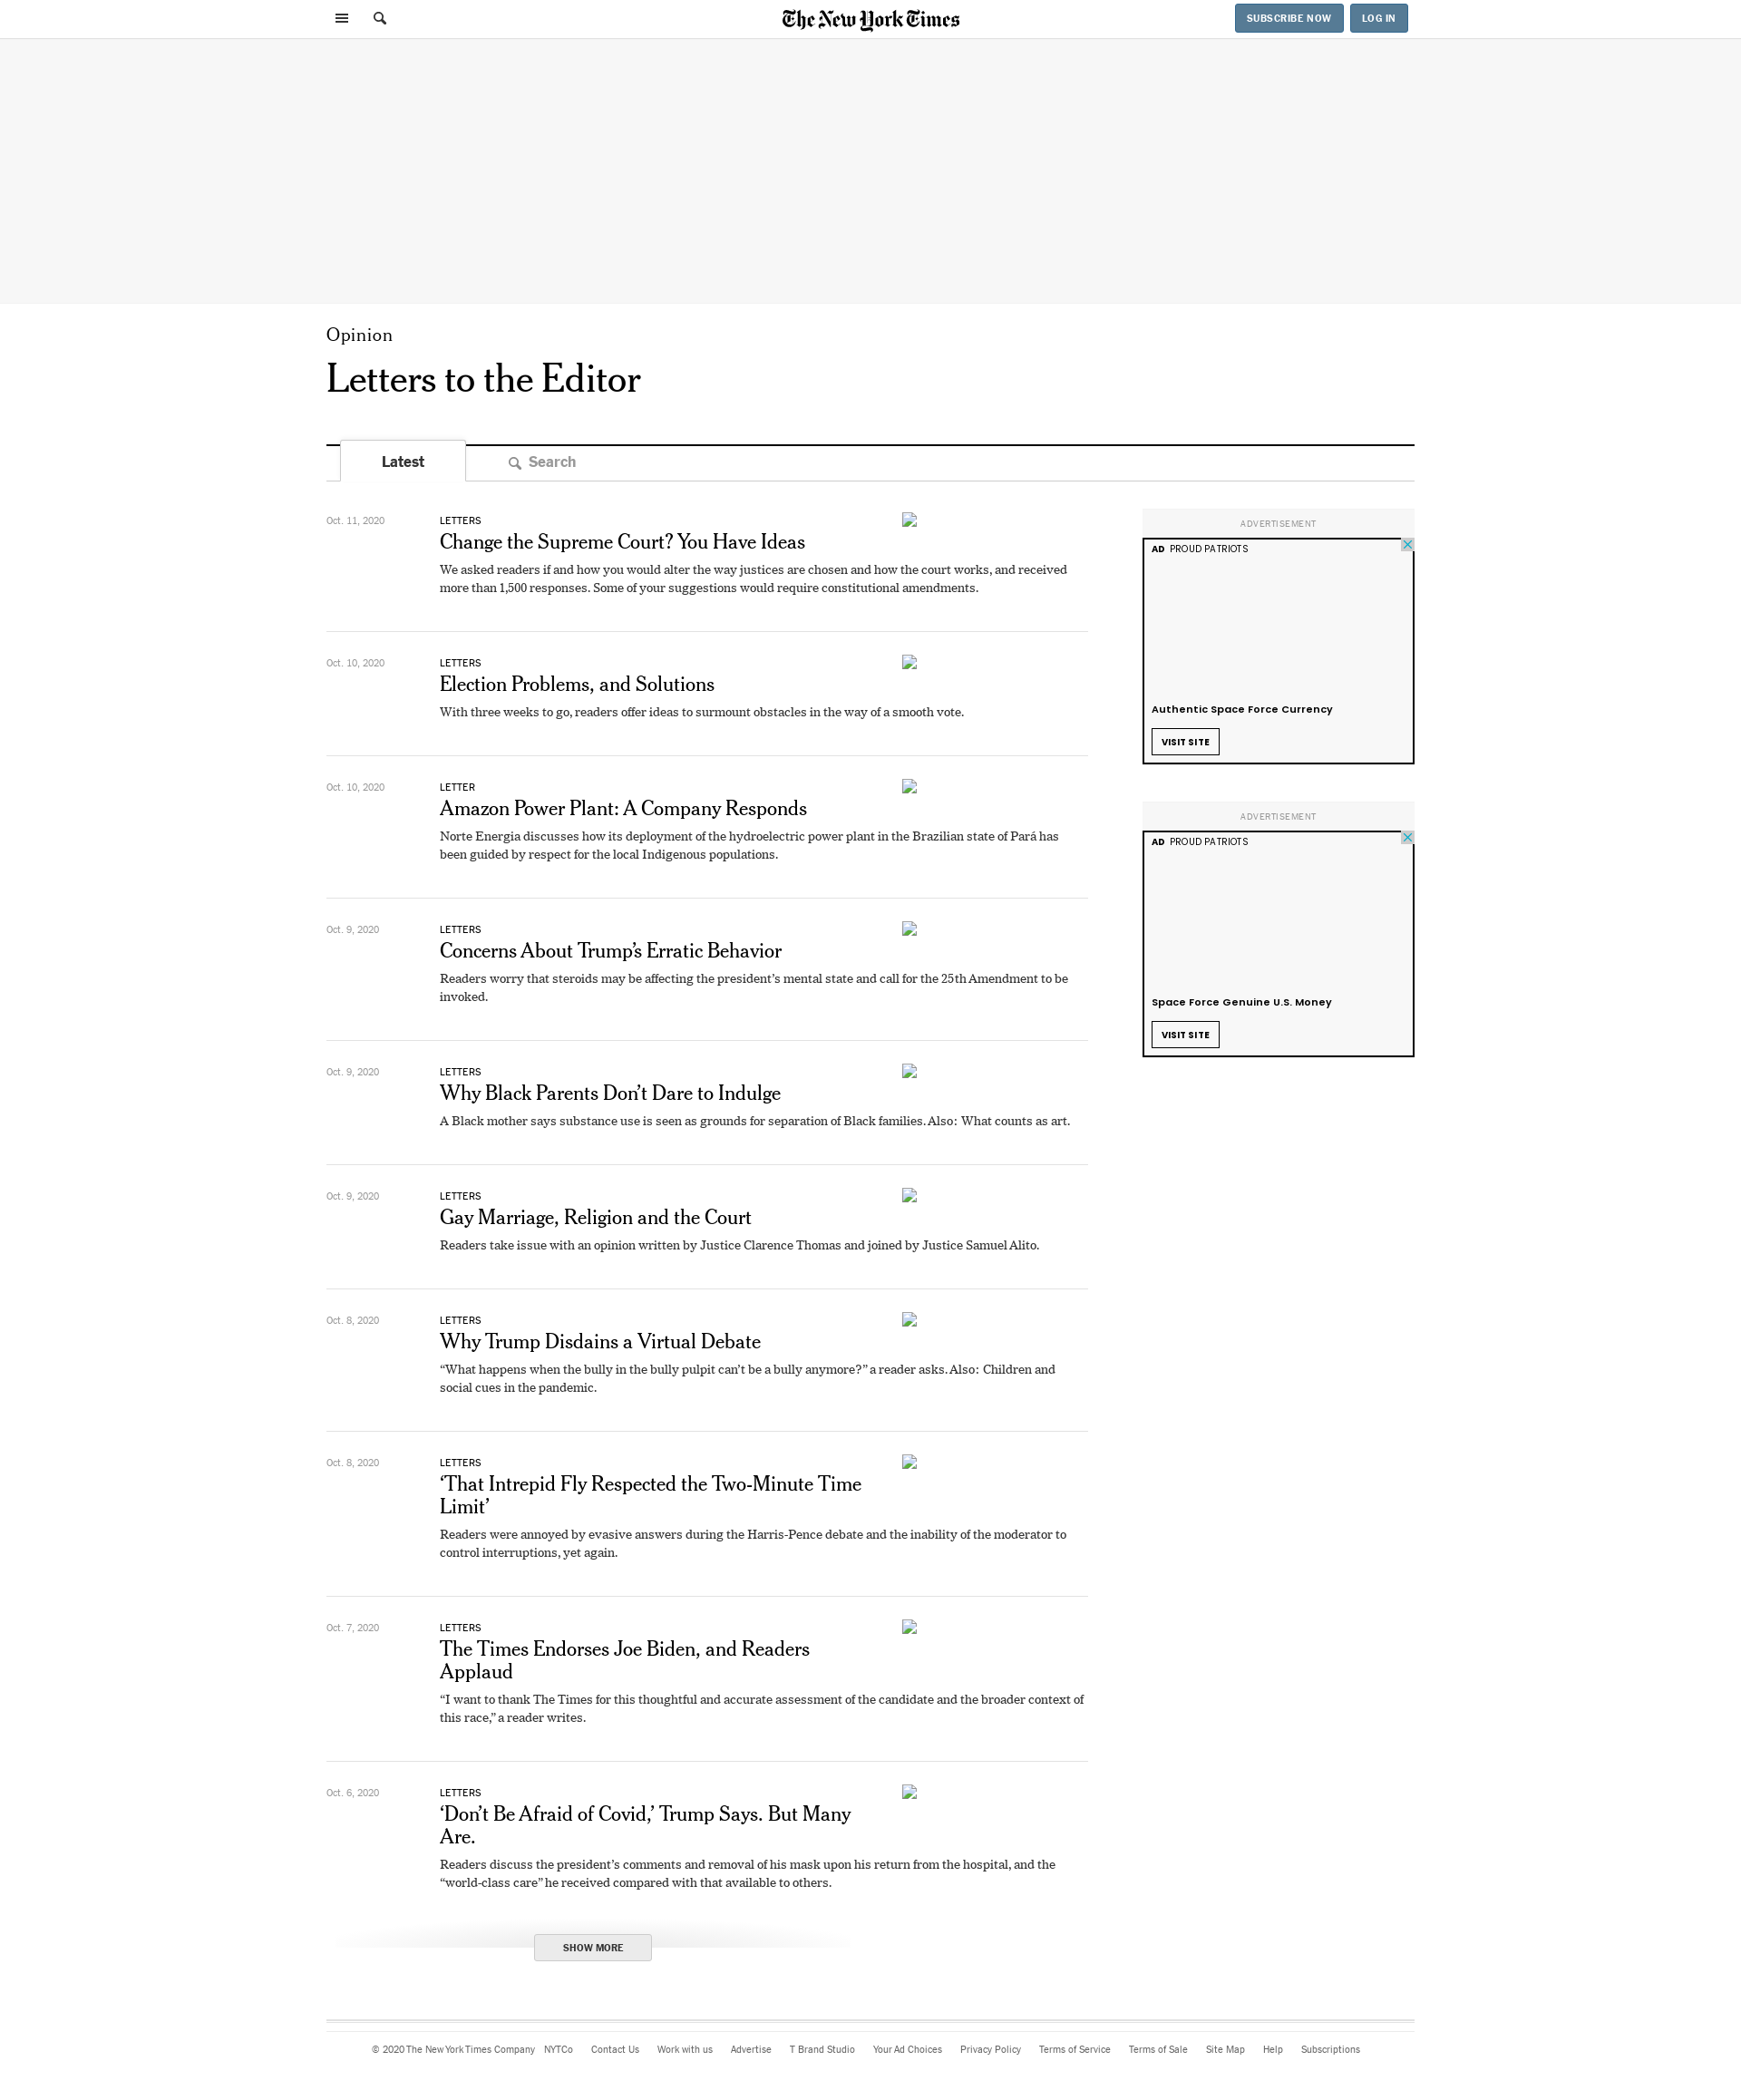 The New York Times
SUBSCRIBE NOW
LOG IN
Opinion
Letters to the Editor
Latest
Search
Oct. 11, 2020
LETTERS
Change the Supreme Court? You Have Ideas
We asked readers if and how you would alter the way justices are chosen and how the court works, and received
more than 1,500 responses. Some of your suggestions would require constitutional amendments.
Oct. 10, 2020
LETTERS
Election Problems, and Solutions
With three weeks to go, readers offer ideas to surmount obstacles in the way of a smooth vote.
Oct. 10, 2020
LETTER
Amazon Power Plant: A Company Responds
Norte Energia discusses how its deployment of the hydroelectric power plant in the Brazilian state of Pará has
been guided by respect for the local Indigenous populations.
Oct. 9, 2020
LETTERS
Concerns About Trump’s Erratic Behavior
Readers worry that steroids may be affecting the president’s mental state and call for the 25th Amendment to be
invoked.
Oct. 9, 2020
LETTERS
Why Black Parents Don’t Dare to Indulge
A Black mother says substance use is seen as grounds for separation of Black families. Also: What counts as art.
Oct. 9, 2020
LETTERS
Gay Marriage, Religion and the Court
Readers take issue with an opinion written by Justice Clarence Thomas and joined by Justice Samuel Alito.
Oct. 8, 2020
LETTERS
Why Trump Disdains a Virtual Debate
“What happens when the bully in the bully pulpit can’t be a bully anymore?” a reader asks. Also: Children and
social cues in the pandemic.
Oct. 8, 2020
LETTERS
‘That Intrepid Fly Respected the Two-Minute Time
Limit’
Readers were annoyed by evasive answers during the Harris-Pence debate and the inability of the moderator to
control interruptions, yet again.
Oct. 7, 2020
LETTERS
The Times Endorses Joe Biden, and Readers
Applaud
“I want to thank The Times for this thoughtful and accurate assessment of the candidate and the broader context of
this race,” a reader writes.
Oct. 6, 2020
LETTERS
‘Don’t Be Afraid of Covid,’ Trump Says. But Many
Are.
Readers discuss the president’s comments and removal of his mask upon his return from the hospital, and the
“world-class care” he received compared with that available to others.
SHOW MORE
ADVERTISEMENT
AD PROUD PATRIOTS
Authentic Space Force Currency
VISIT SITE
ADVERTISEMENT
AD PROUD PATRIOTS
Space Force Genuine U.S. Money
VISIT SITE
© 2020 The New York Times Company NYTCo Contact Us Work with us Advertise T Brand Studio Your Ad Choices Privacy Policy Terms of Service Terms of Sale Site Map Help Subscriptions